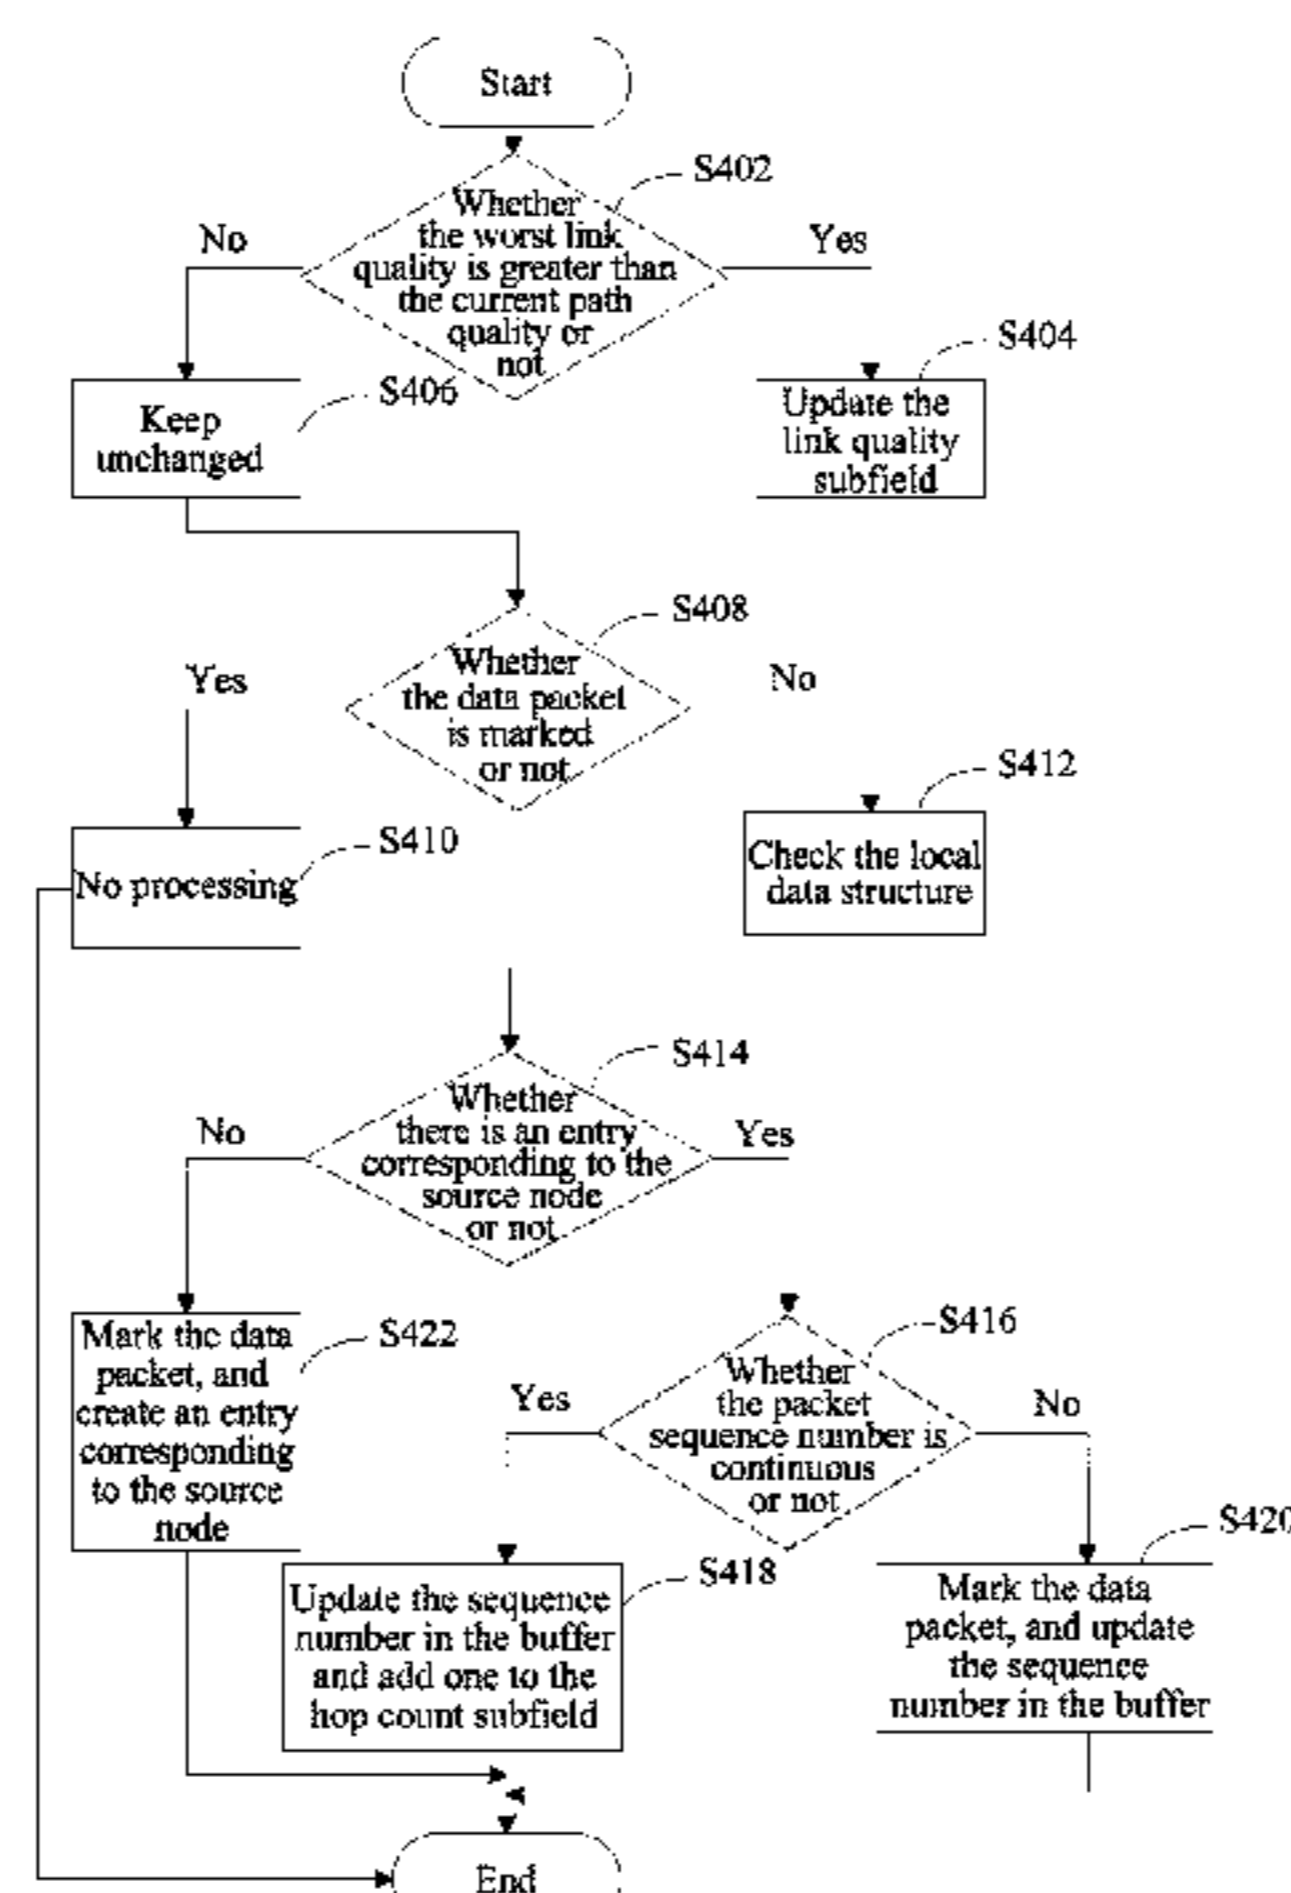 Start
S402
Whether
the worst link
quality is greater than
the current path
quality or
not
No
Yes
S404
S406
Keep
unchanged
Update the
link quality
subfield
S408
Whether
the data packet
is marked
or not
Yes
No
S412
S410
No processing
Check the local
data structure
S414
Whether
there is an entry
corresponding to the
source node
or not
No
Yes
S422
Mark the data
packet, and
create an entry
corresponding
to the source
node
S416
Whether
the packet
sequence number is
continuous
or not
Yes
No
S418
S420
Update the sequence
number in the buffer
and add one to the
hop count subfield
Mark the data
packet, and update
the sequence
number in the buffer
End